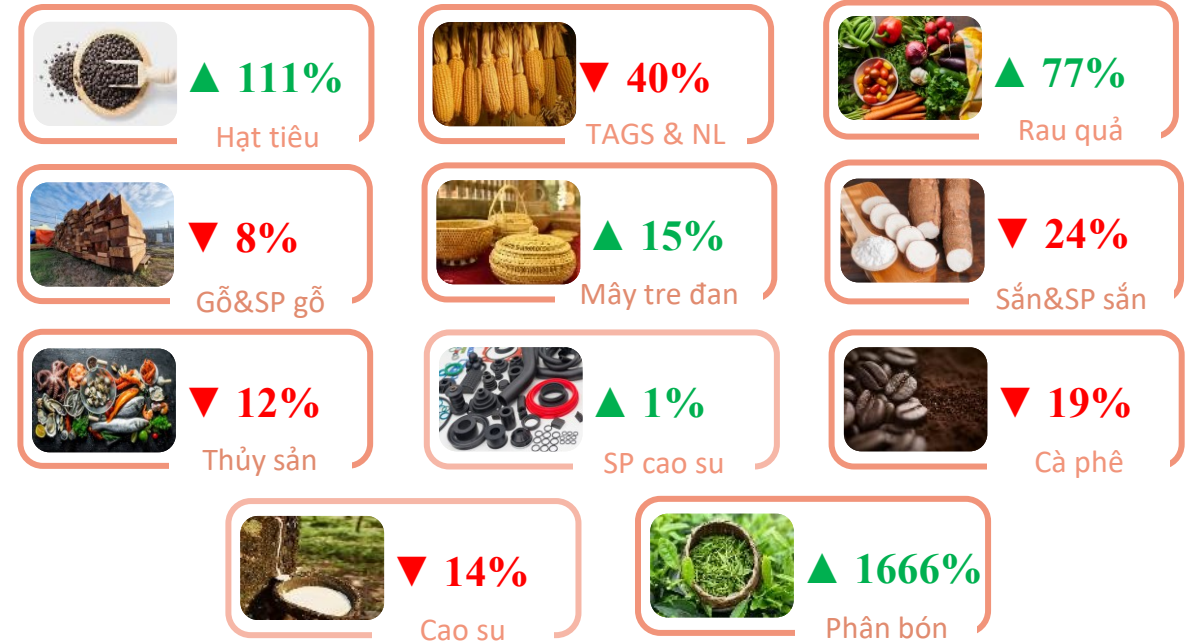 ▲ 111%
Hạt tiêu
▼ 40%
TAGS & NL
▲ 77%
Rau quả
▼ 8%
Gỗ&SP gỗ
▲ 15%
Mây tre đan
▼ 24%
Sắn&SP sắn
▼ 12%
Thủy sản
▲ 1%
SP cao su
▼ 19%
Cà phê
▼ 14%
Cao su
▲ 1666%
Phân bón